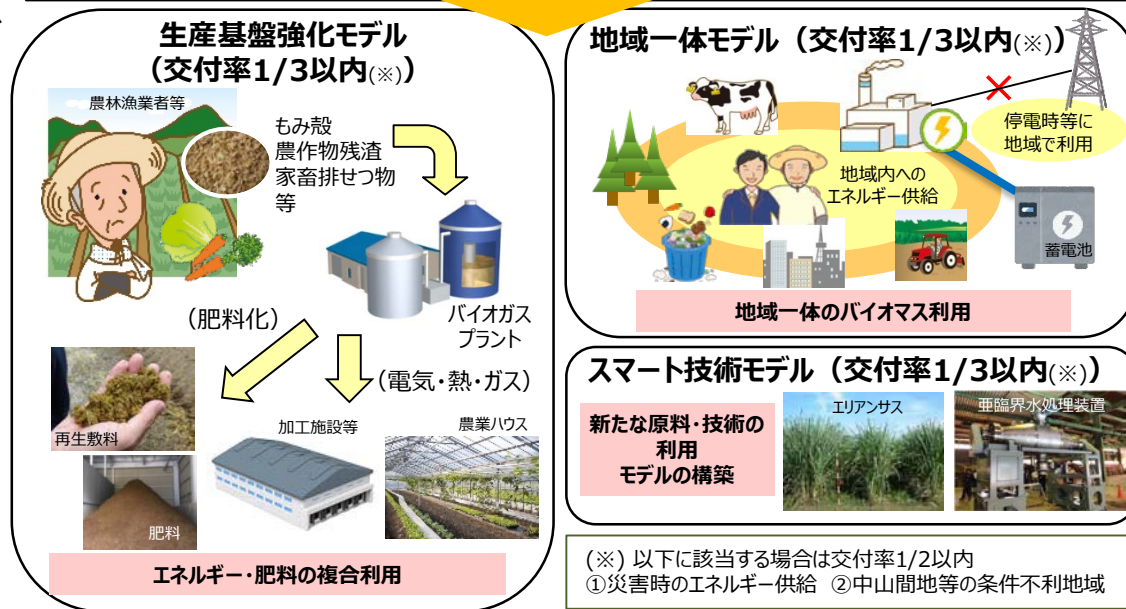 生産基盤強化モデル
（交付率1/3以内(※)）
農林漁業者等
もみ殻
農作物残渣
家畜排せつ物
等
バイオガス
プラント
（肥料化）
（電気・熱・ガス）
再生敷料
肥料
加工施設等
農業ハウス
エネルギー・肥料の複合利用
地域一体モデル（交付率1/3以内(※)）
停電時等に
地域で利用
地域内への
エネルギー供給
蓄電池
地域一体のバイオマス利用
スマート技術モデル（交付率1/3以内(※)）
新たな原料・技術の
利用
モデルの構築
エリアンサス
亜臨界水処理装置
(※) 以下に該当する場合は交付率1/2以内
①災害時のエネルギー供給 ②中山間地等の条件不利地域